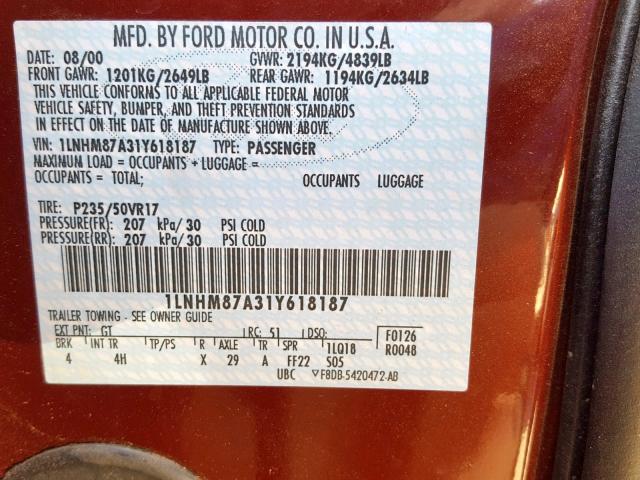 MFD. BY FORD MOTOR CO. IN U.S.A.
DATE: 08/00 GVWR: 2194KG/4839LB
FRONT GAWR: 1201KG/2649LB REAR GAWR: 1194KG/2634LB
THIS VEHICLE CONFORMS TO ALL APPLICABLE FEDERAL MOTOR
VEHICLE SAFETY, BUMPER, AND THEFT PREVENTION STANDARDS
IN EFFECT ON THE DATE OF MANUFACTURE SHOWN ABOVE.
VIN: 1LNHM87A31Y618187 TYPE: PASSENGER
MAXIMUM LOAD = OCCUPANTS + LUGGAGE =
OCCUPANTS = TOTAL; OCCUPANTS LUGGAGE
TIRE: P235/50VR17
PRESSURE(FR) 207 kPa/ 30 PSI COLD
PRESSURE(RR) 207 kPa/ 30 PSI COLD
1LNHM87A31Y618187
TRAILER TOWING - SEE OWNER GUIDE
EXT PNT: GT RC: 51 DSO: F0126
BRK INT TR TP/PS R AXLE TR SPR 1LQ18 R0048
4 4H X 29 A FF22 S05
UBC F8DB-5420472-AB